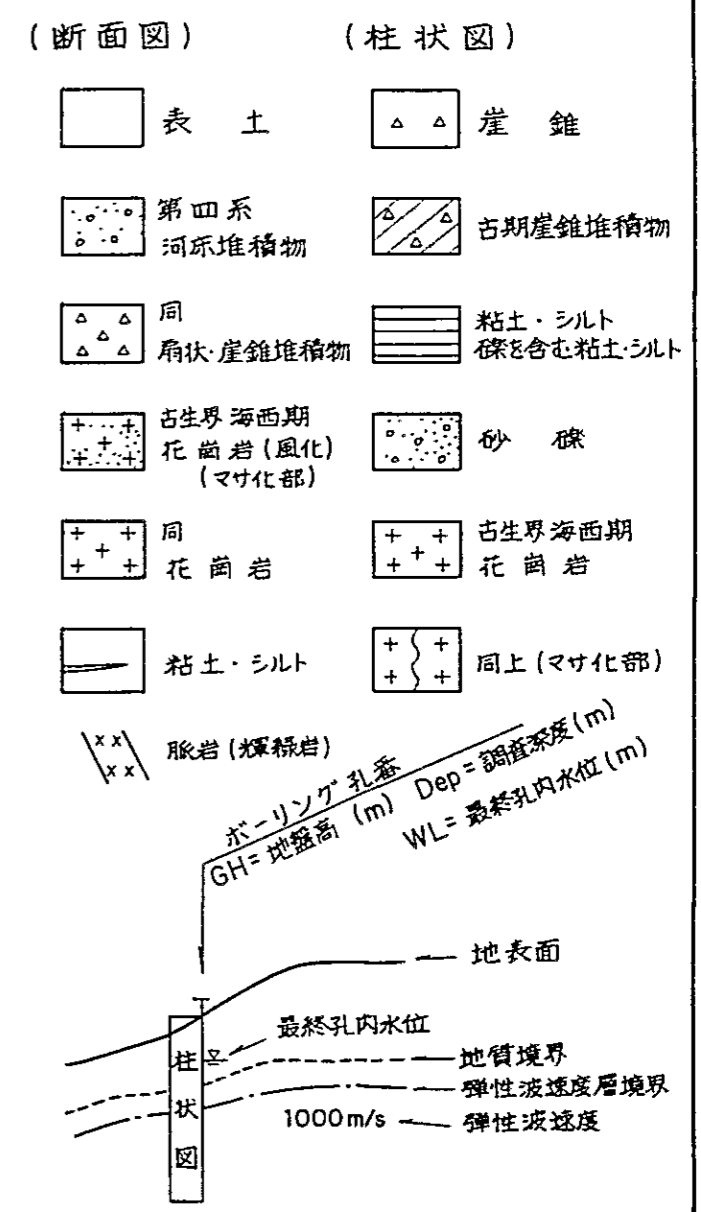 (断面図)
(柱状図)
表 土
崖 錐
第四系
河床堆積物
古期崖錐堆積物
同
扇状・崖錐堆積物
粘土・シルト
礫を含む粘土・シルト
古生界海西期
花崗岩(風化)
(マサ化部)
砂 礫
同
花崗岩
古生界海西期
花崗岩
粘土・シルト
同上(マサ化部)
脈岩(輝緑岩)
ボーリング孔番
GH=地盤高(m) Dep=調査深度(m)
WL=最終孔内水位(m)
地表面
最終孔内水位
地質境界
弾性波速度層境界
1000m/s
弾性波速度
柱状図